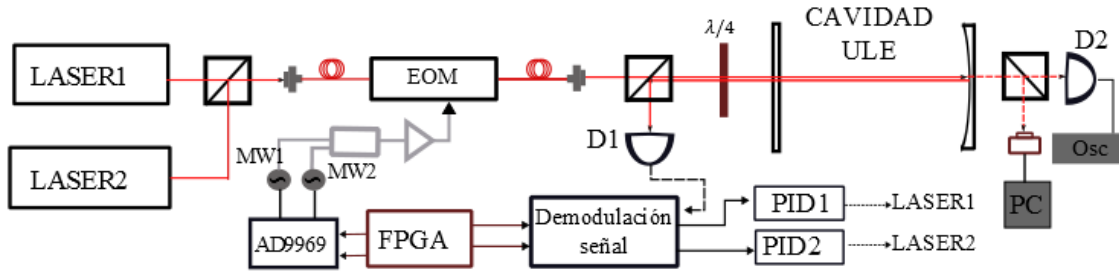 LASER1
LASER2
EOM
MW1
MW2
AD9969
FPGA
Demodulación
señal
D1
λ/4
CAVIDAD
ULE
D2
Osc
PC
PID1
LASER1
PID2
LASER2